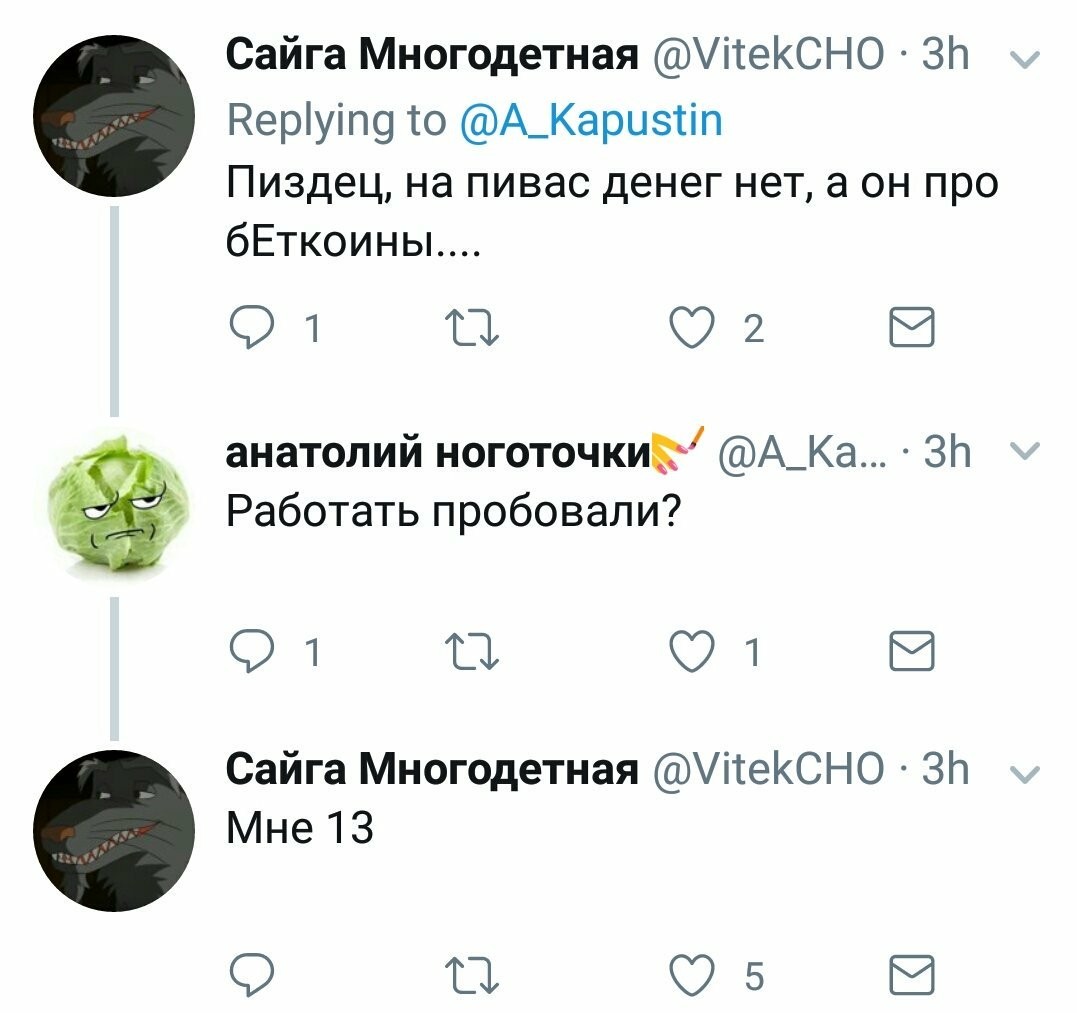 Сайга Многодетная @VitekCHO · 3h
Replying to @A_Kapustin
Пиздец, на пивас денег нет, а он про
бЕткоины....
1 2
анатолий ноготочки💅 @A_Ka... · 3h
Работать пробовали?
1 1
Сайга Многодетная @VitekCHO · 3h
Мне 13
5